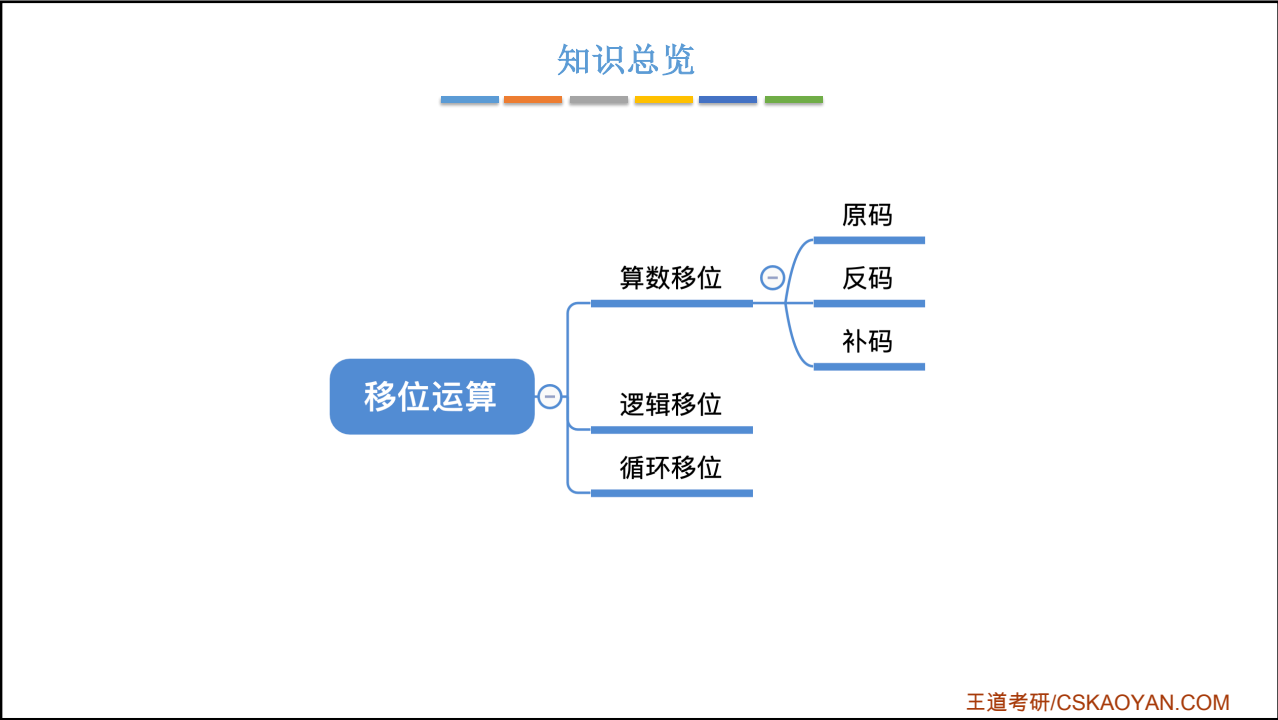 知识总览
原码
算数移位
反码
补码
移位运算
逻辑移位
循环移位
王道考研/CSKAOYAN.COM